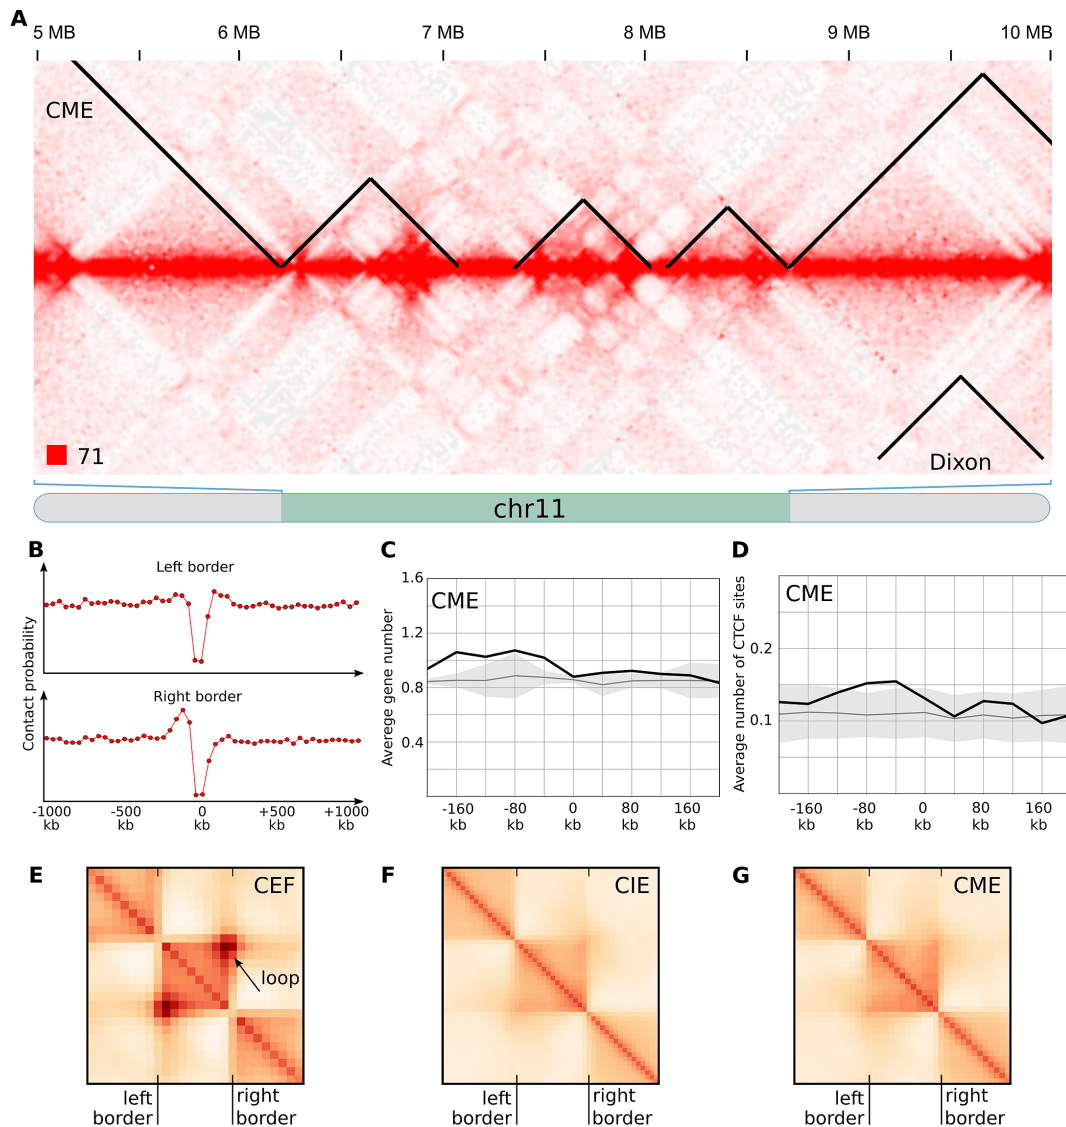 A
5 MB 6 MB 7 MB 8 MB 9 MB 10 MB
CME
71
Dixon
chr11
B
Left border
Right border
Contact probability
-1000 kb -500 kb 0 kb +500 kb +1000 kb
C
CME
Averege gene number
1.6
1.2
0.8
0.4
-160 kb -80 kb 0 kb 80 kb 160 kb
D
CME
Average number of CTCF sites
0.2
0.1
-160 kb -80 kb 0 kb 80 kb 160 kb
E
CEF
loop
left border
right border
F
CIE
left border
right border
G
CME
left border
right border